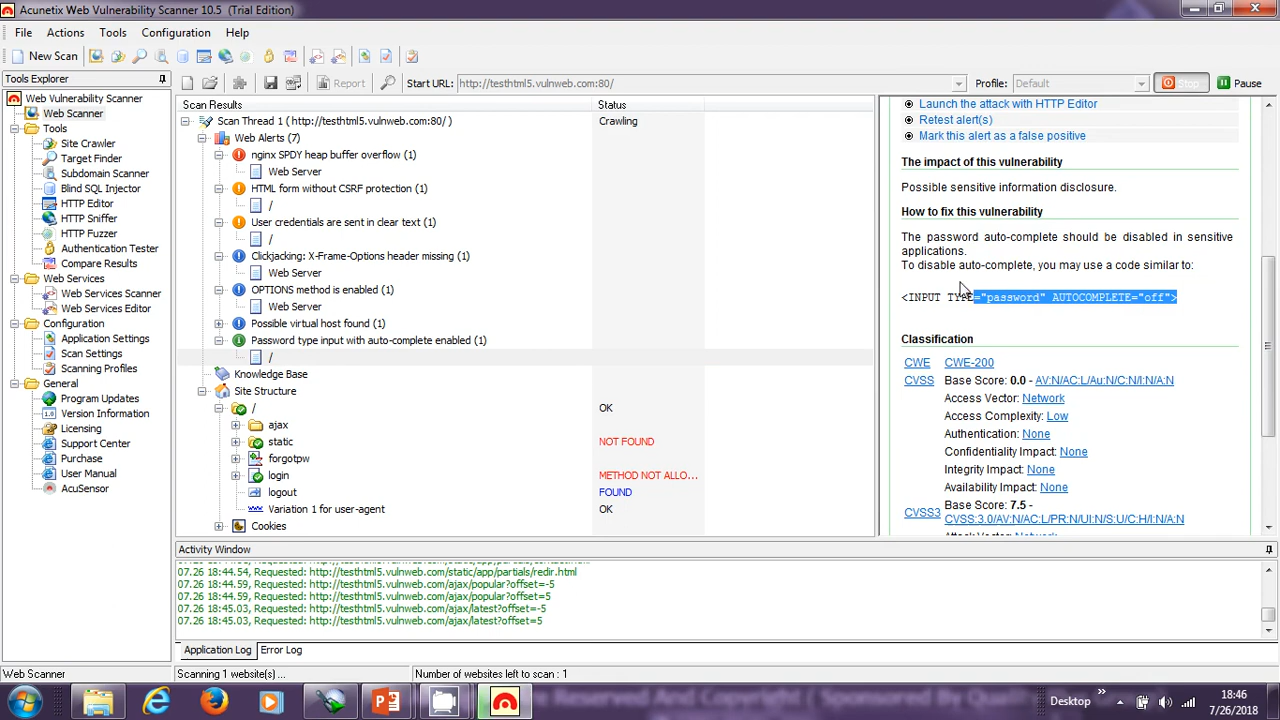 Acunetix Web Vulnerability Scanner 10.5 (Trial Edition)
File Actions Tools Configuration Help
New Scan
Tools Explorer
Web Vulnerability Scanner
Web Scanner
Tools
Site Crawler
Target Finder
Subdomain Scanner
Blind SQL Injector
HTTP Editor
HTTP Sniffer
HTTP Fuzzer
Authentication Tester
Compare Results
Web Services
Web Services Scanner
Web Services Editor
Configuration
Application Settings
Scan Settings
Scanning Profiles
General
Program Updates
Version Information
Licensing
Support Center
Purchase
User Manual
AcuSensor
Report Start URL: http://testhtml5.vulnweb.com:80/ Profile: Default Stop Pause
Scan Results Status
Scan Thread 1 ( http://testhtml5.vulnweb.com:80/ ) Crawling
Web Alerts (7)
nginx SPDY heap buffer overflow (1)
Web Server
HTML form without CSRF protection (1)
/
User credentials are sent in clear text (1)
/
Clickjacking: X-Frame-Options header missing (1)
Web Server
OPTIONS method is enabled (1)
Web Server
Possible virtual host found (1)
Password type input with auto-complete enabled (1)
/
Knowledge Base
Site Structure
/ OK
ajax
static NOT FOUND
forgotpw
login METHOD NOT ALLO...
logout FOUND
Variation 1 for user-agent OK
Cookies
Launch the attack with HTTP Editor
Retest alert(s)
Mark this alert as a false positive
The impact of this vulnerability
Possible sensitive information disclosure.
How to fix this vulnerability
The password auto-complete should be disabled in sensitive
applications.
To disable auto-complete, you may use a code similar to:
<INPUT TYPE="password" AUTOCOMPLETE="off">
Classification
CWE CWE-200
CVSS Base Score: 0.0 - AV:N/AC:L/Au:N/C:N/I:N/A:N
Access Vector: Network
Access Complexity: Low
Authentication: None
Confidentiality Impact: None
Integrity Impact: None
Availability Impact: None
Base Score: 7.5 -
CVSS3 CVSS:3.0/AV:N/AC:L/PR:N/UI:N/S:U/C:H/I:N/A:N
Attack Vector: Network
Activity Window
07.26 18:44.54, Requested: http://testhtml5.vulnweb.com/static/app/partials/redir.html
07.26 18:44.59, Requested: http://testhtml5.vulnweb.com/ajax/popular?offset=-5
07.26 18:44.59, Requested: http://testhtml5.vulnweb.com/ajax/popular?offset=5
07.26 18:45.03, Requested: http://testhtml5.vulnweb.com/ajax/latest?offset=-5
07.26 18:45.03, Requested: http://testhtml5.vulnweb.com/ajax/latest?offset=5
Application Log Error Log
Web Scanner Scanning 1 website(s) ... Number of websites left to scan : 1
Desktop
18:46
7/26/2018